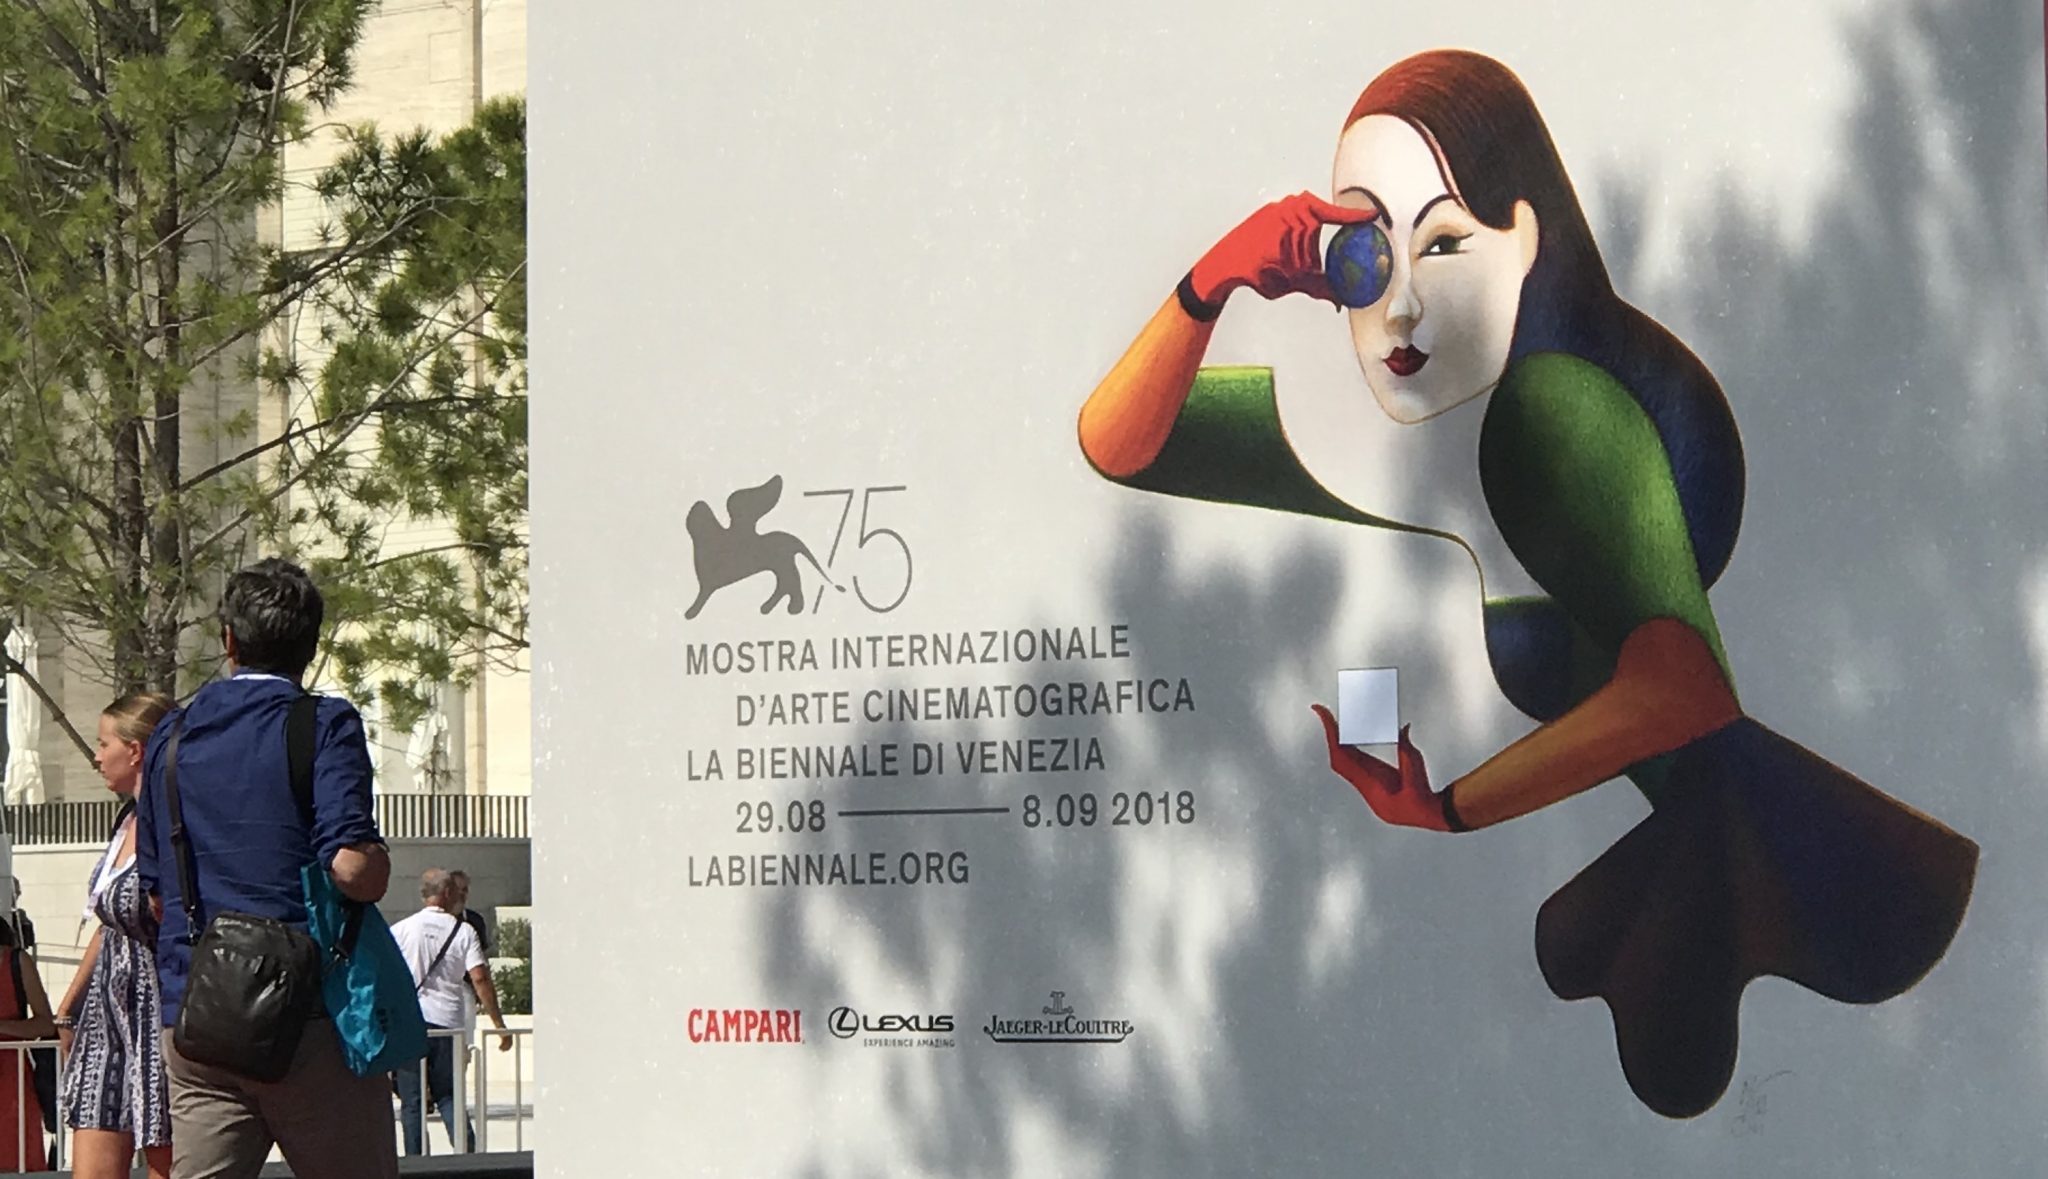 75
MOSTRA INTERNAZIONALE
D'ARTE CINEMATOGRAFICA
LA BIENNALE DI VENEZIA
29.08 — 8.09 2018
LABIENNALE.ORG
CAMPARI LEXUS JAEGER-LECOULTRE
EXPERIENCE AMAZING